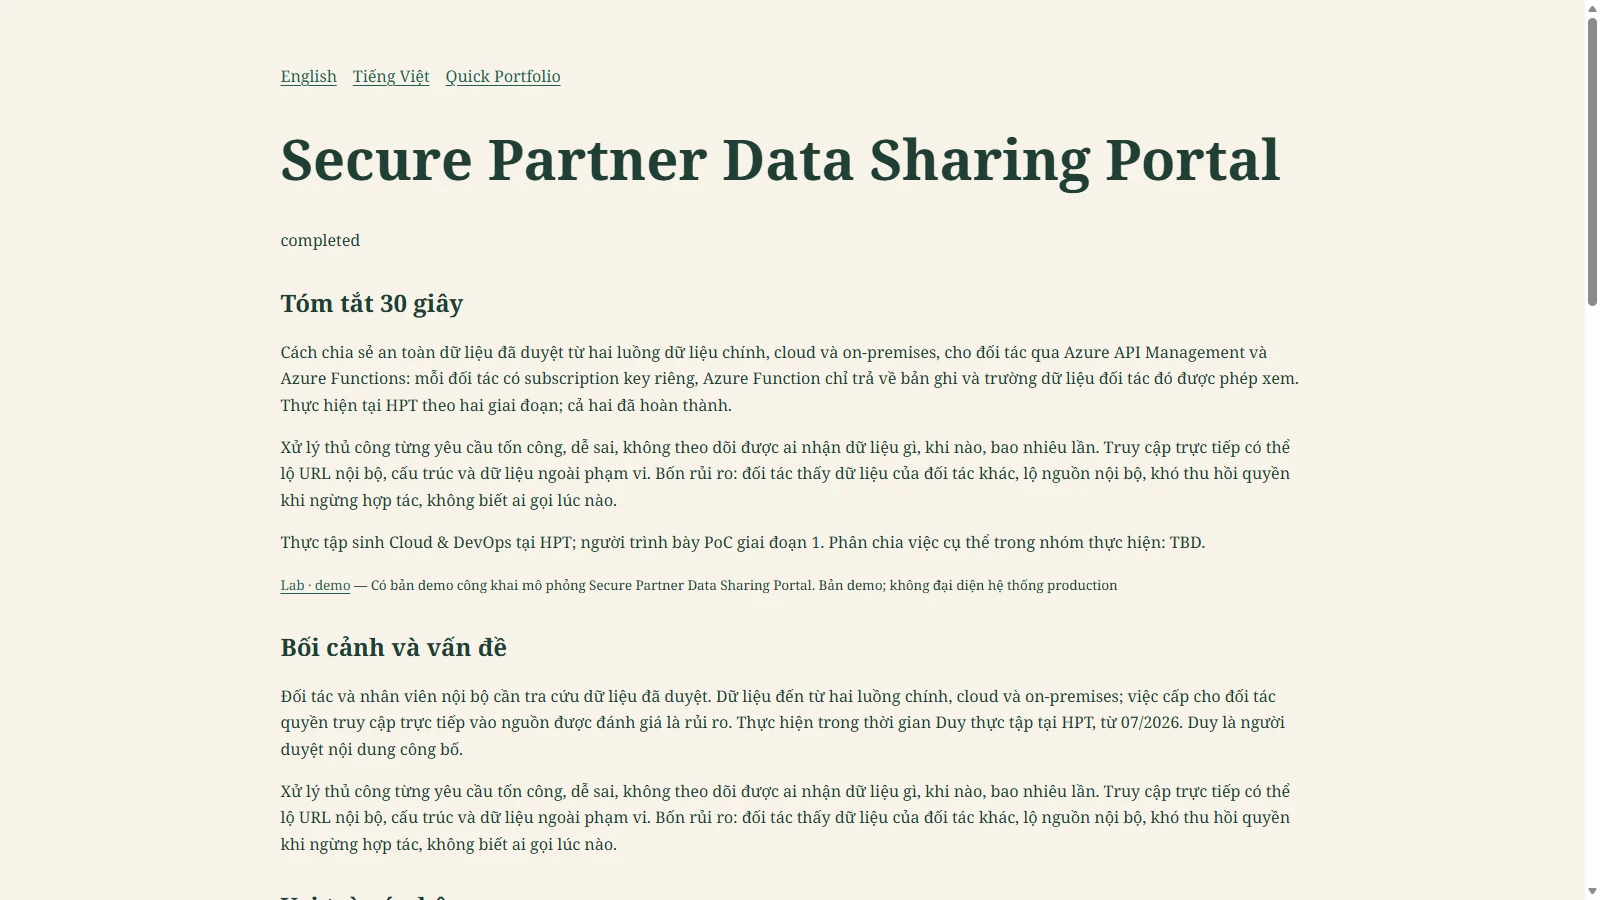 English Tiếng Việt Quick Portfolio
Secure Partner Data Sharing Portal
completed
Tóm tắt 30 giây
Cách chia sẻ an toàn dữ liệu đã duyệt từ hai luồng dữ liệu chính, cloud và on-premises, cho đối tác qua Azure API Management và
Azure Functions: mỗi đối tác có subscription key riêng, Azure Function chỉ trả về bản ghi và trường dữ liệu đối tác đó được phép xem.
Thực hiện tại HPT theo hai giai đoạn; cả hai đã hoàn thành.
Xử lý thủ công từng yêu cầu tốn công, dễ sai, không theo dõi được ai nhận dữ liệu gì, khi nào, bao nhiêu lần. Truy cập trực tiếp có thể
lộ URL nội bộ, cấu trúc và dữ liệu ngoài phạm vi. Bốn rủi ro: đối tác thấy dữ liệu của đối tác khác, lộ nguồn nội bộ, khó thu hồi quyền
khi ngừng hợp tác, không biết ai gọi lúc nào.
Thực tập sinh Cloud & DevOps tại HPT; người trình bày PoC giai đoạn 1. Phân chia việc cụ thể trong nhóm thực hiện: TBD.
Lab · demo — Có bản demo công khai mô phỏng Secure Partner Data Sharing Portal. Bản demo; không đại diện hệ thống production
Bối cảnh và vấn đề
Đối tác và nhân viên nội bộ cần tra cứu dữ liệu đã duyệt. Dữ liệu đến từ hai luồng chính, cloud và on-premises; việc cấp cho đối tác
quyền truy cập trực tiếp vào nguồn được đánh giá là rủi ro. Thực hiện trong thời gian Duy thực tập tại HPT, từ 07/2026. Duy là người
duyệt nội dung công bố.
Xử lý thủ công từng yêu cầu tốn công, dễ sai, không theo dõi được ai nhận dữ liệu gì, khi nào, bao nhiêu lần. Truy cập trực tiếp có thể
lộ URL nội bộ, cấu trúc và dữ liệu ngoài phạm vi. Bốn rủi ro: đối tác thấy dữ liệu của đối tác khác, lộ nguồn nội bộ, khó thu hồi quyền
khi ngừng hợp tác, không biết ai gọi lúc nào.